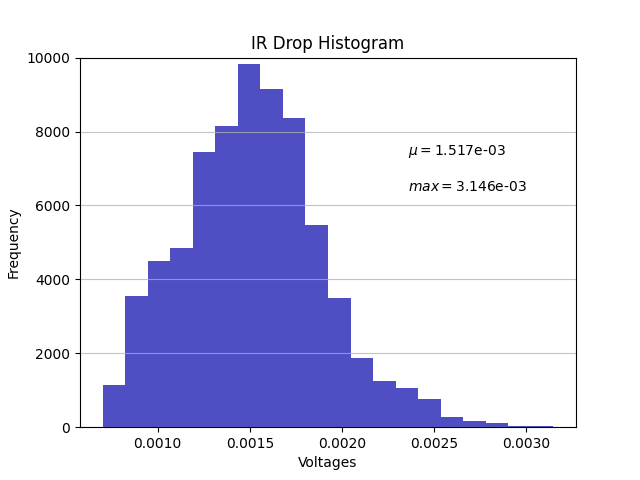 IR Drop Histogram
10000
8000
6000
4000
2000
0
Frequency
μ = 1.517e-03
max = 3.146e-03
0.0010 0.0015 0.0020 0.0025 0.0030
Voltages